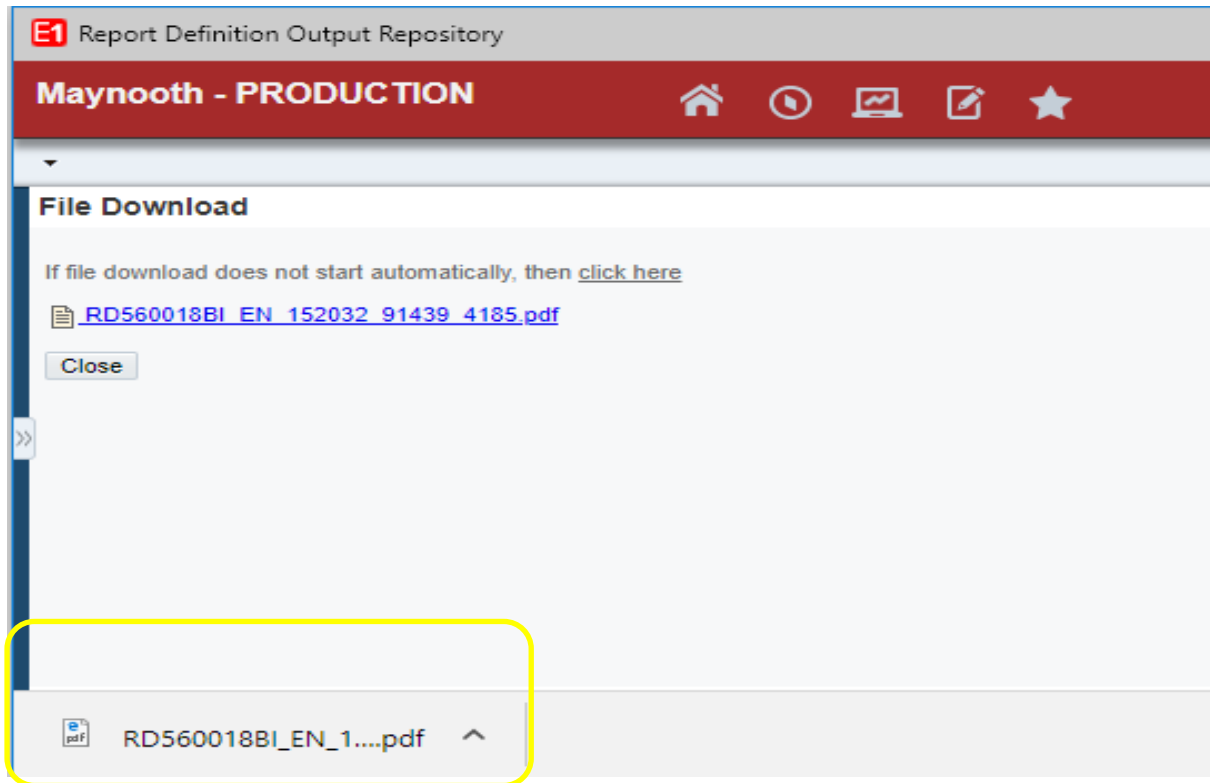 E1 Report Definition Output Repository
Maynooth - PRODUCTION
File Download
If file download does not start automatically, then click here
RD560018BI_EN_152032_91439_4185.pdf
Close
pdf RD560018BI_EN_1....pdf